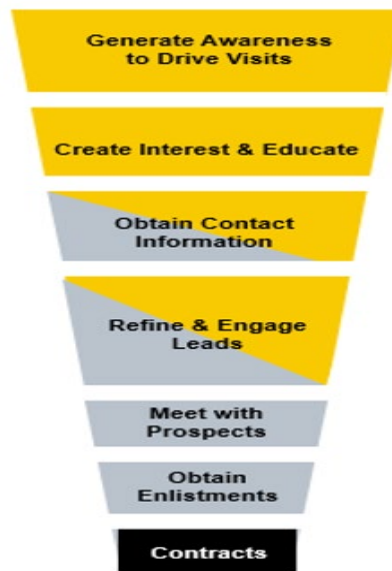 Generate Awareness
to Drive Visits
Create Interest & Educate
Obtain Contact
Information
Refine & Engage
Leads
Meet with
Prospects
Obtain
Enlistments
Contracts